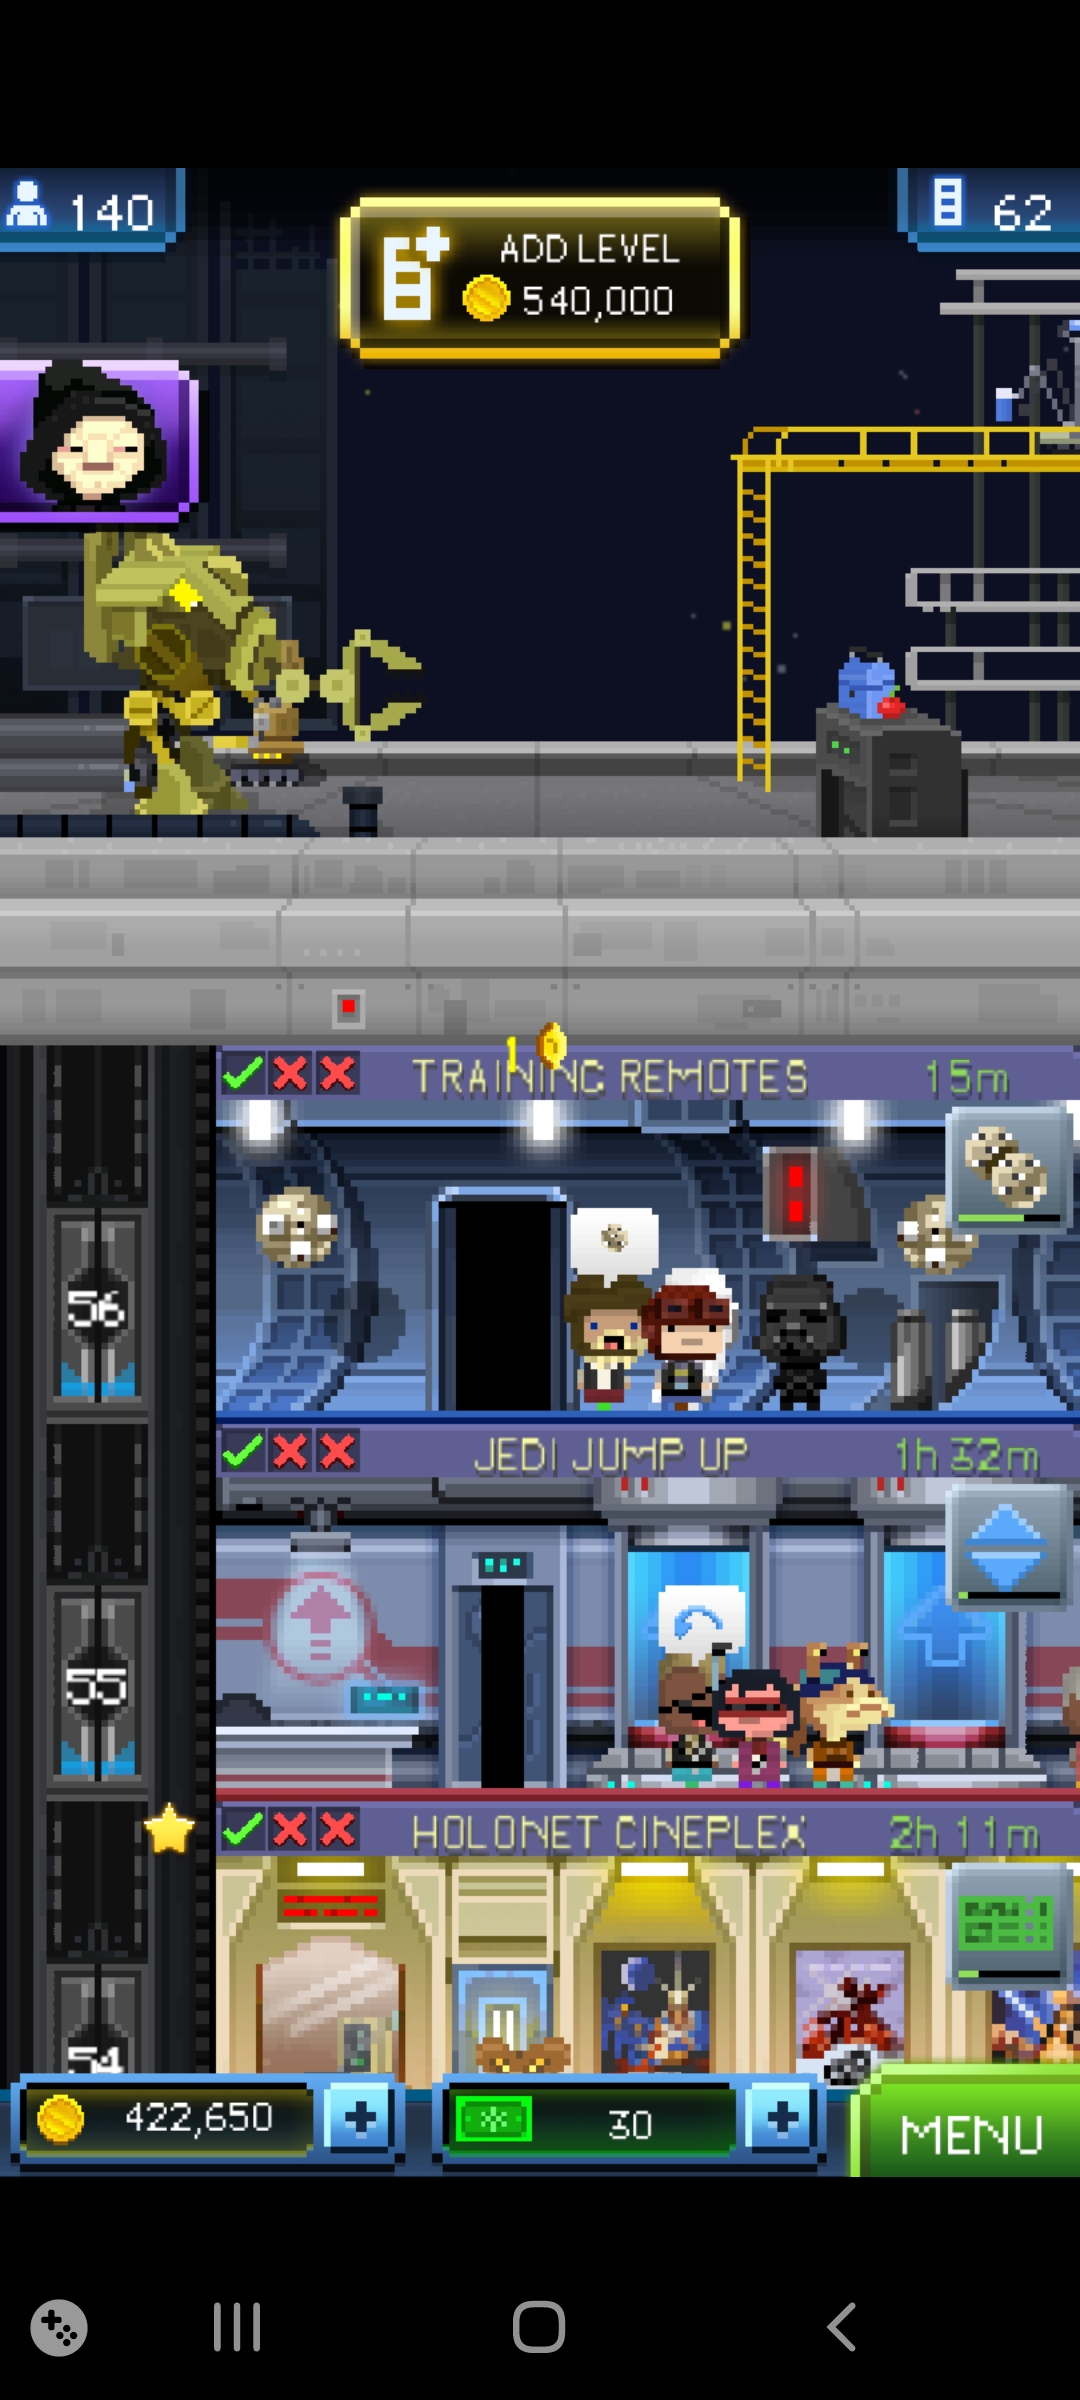 140
ADD LEVEL
540,000
62
1
TRAINING REMOTES 15m
56
JEDI JUMP UP 1h 32m
55
HOLONET CINEPLEX 2h 11m
54
422,650
30
MENU